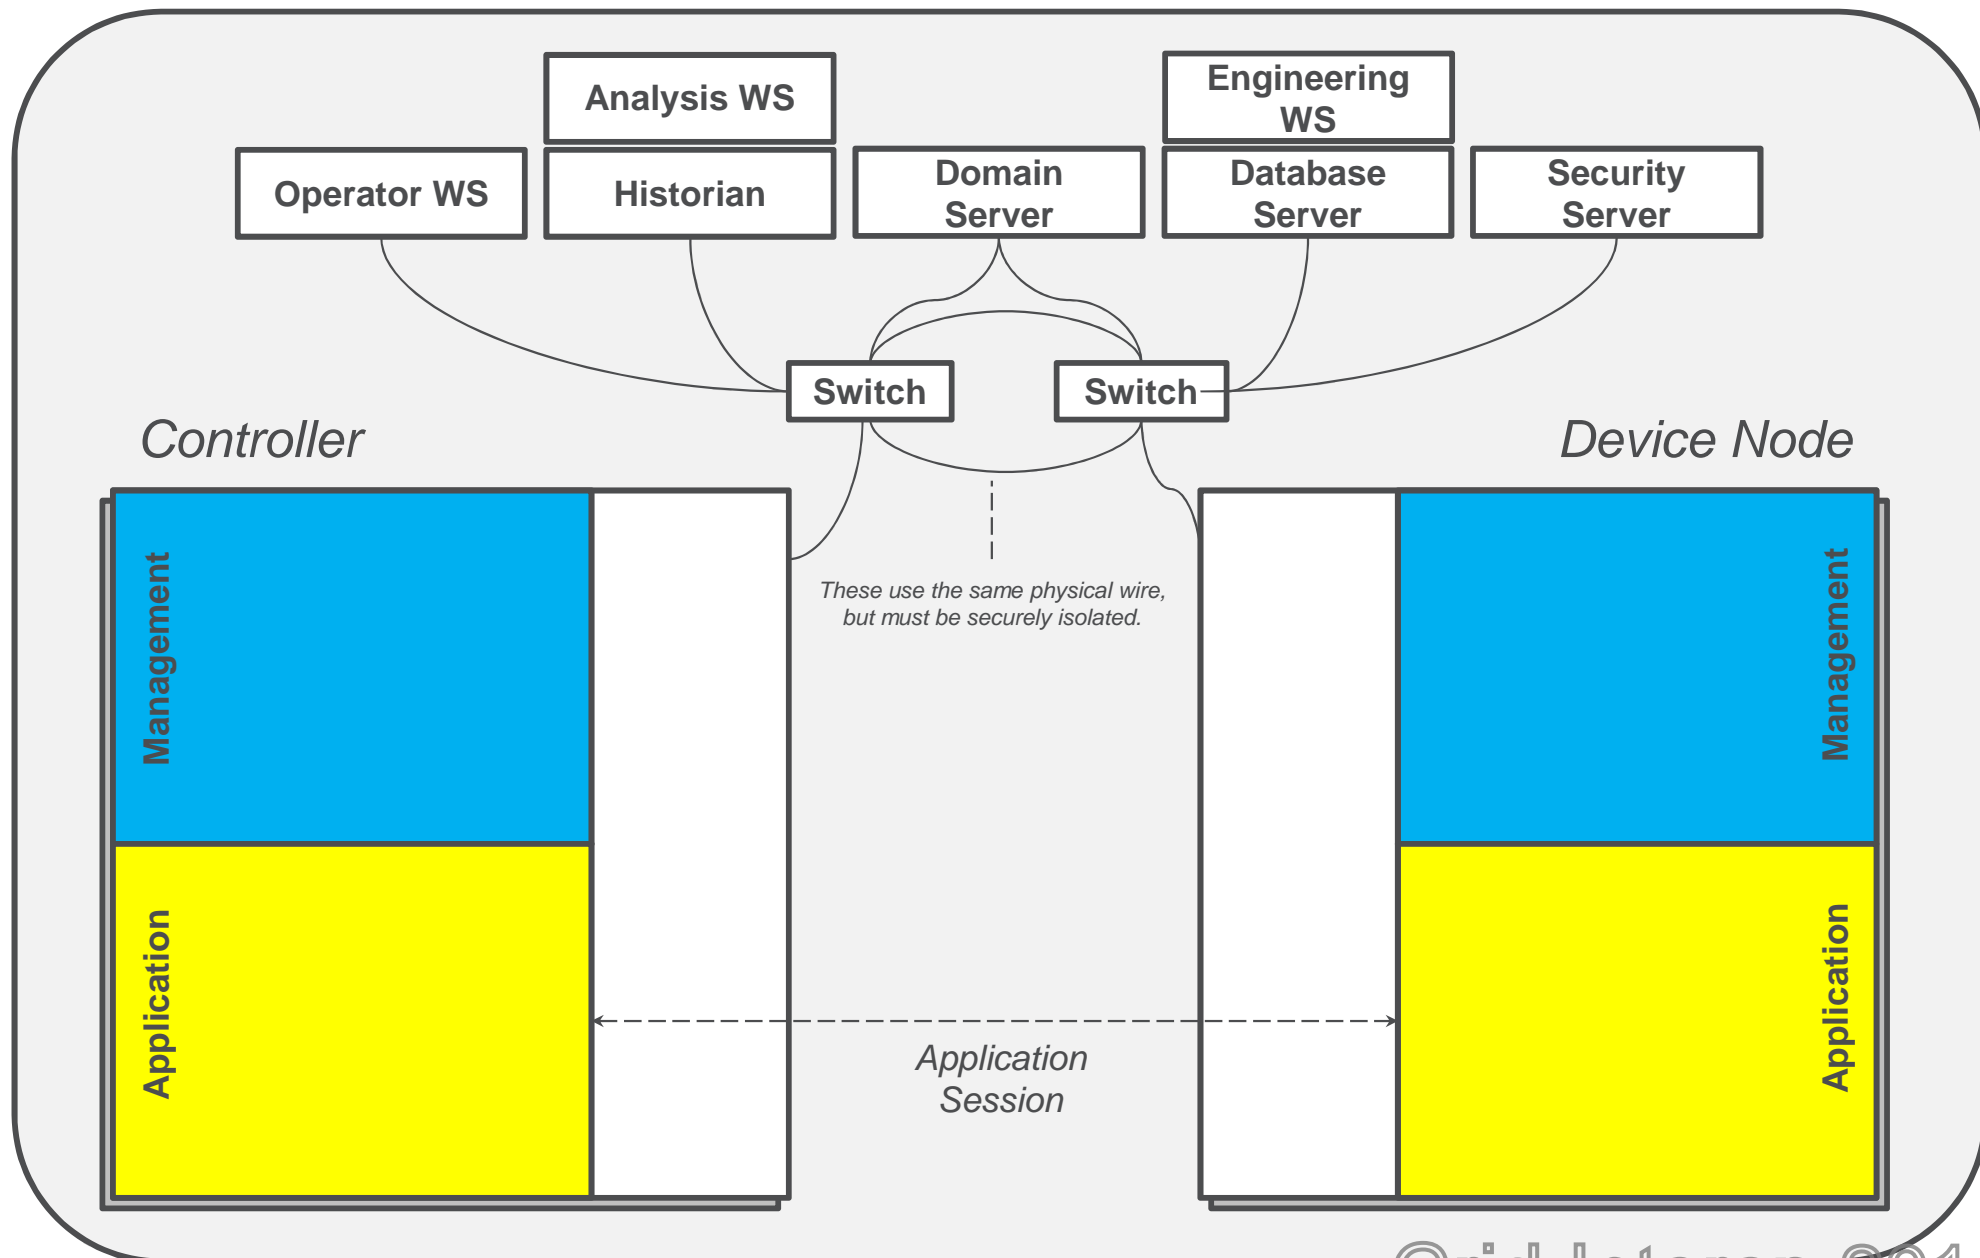 Analysis WS
Engineering
WS
Operator WS
Historian
Domain
Server
Database
Server
Security
Server
Switch
Switch
Controller
Device Node
These use the same physical wire,
but must be securely isolated.
Management
Management
Application
Application
Application
Session